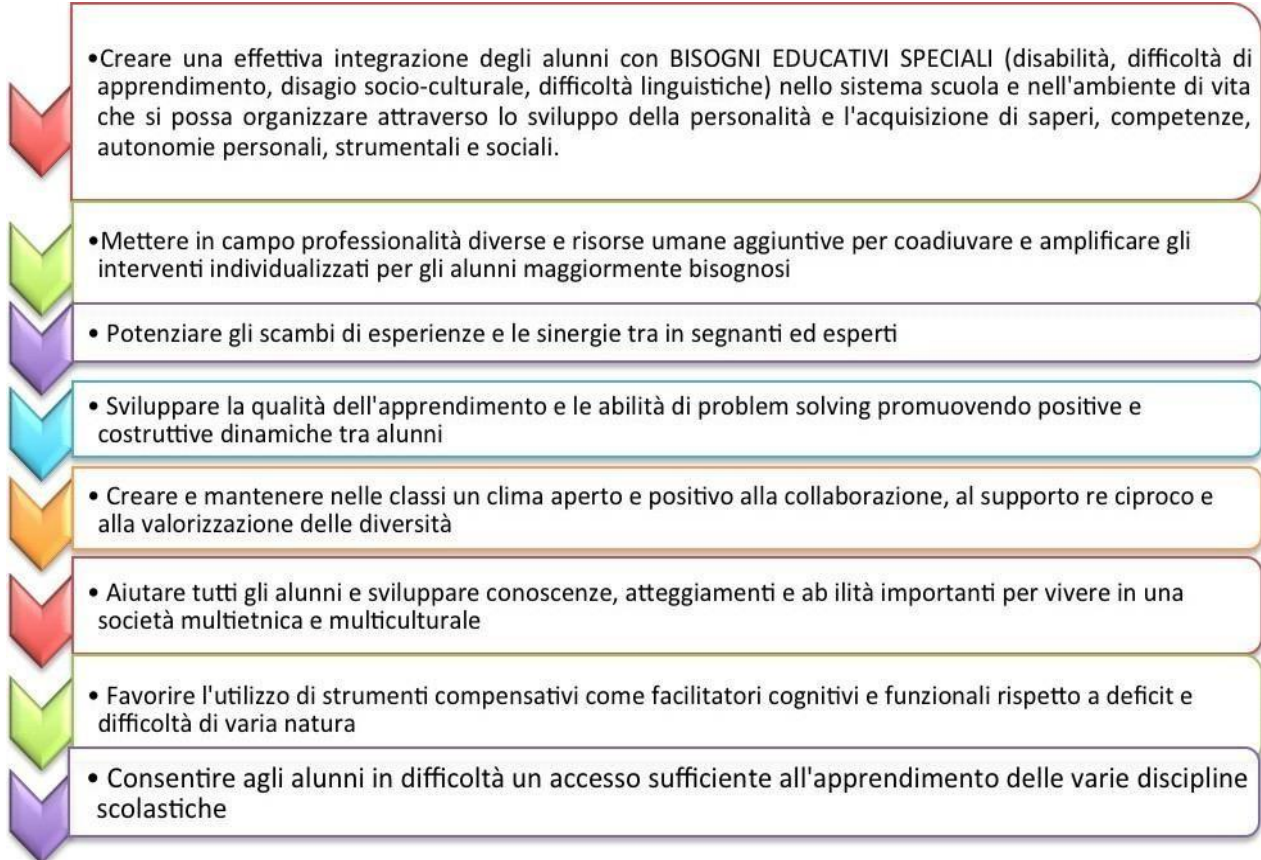 •Creare una effettiva integrazione degli alunni con BISOGNI EDUCATIVI SPECIALI (disabilità, difficoltà di
apprendimento, disagio socio-culturale, difficoltà linguistiche) nello sistema scuola e nell'ambiente di vita
che si possa organizzare attraverso lo sviluppo della personalità e l'acquisizione di saperi, competenze,
autonomie personali, strumentali e sociali.
•Mettere in campo professionalità diverse e risorse umane aggiuntive per coadiuvare e amplificare gli
interventi individualizzati per gli alunni maggiormente bisognosi
• Potenziare gli scambi di esperienze e le sinergie tra in segnanti ed esperti
• Sviluppare la qualità dell'apprendimento e le abilità di problem solving promuovendo positive e
costruttive dinamiche tra alunni
• Creare e mantenere nelle classi un clima aperto e positivo alla collaborazione, al supporto re ciproco e
alla valorizzazione delle diversità
• Aiutare tutti gli alunni e sviluppare conoscenze, atteggiamenti e ab ilità importanti per vivere in una
società multietnica e multiculturale
• Favorire l'utilizzo di strumenti compensativi come facilitatori cognitivi e funzionali rispetto a deficit e
difficoltà di varia natura
• Consentire agli alunni in difficoltà un accesso sufficiente all'apprendimento delle varie discipline
scolastiche